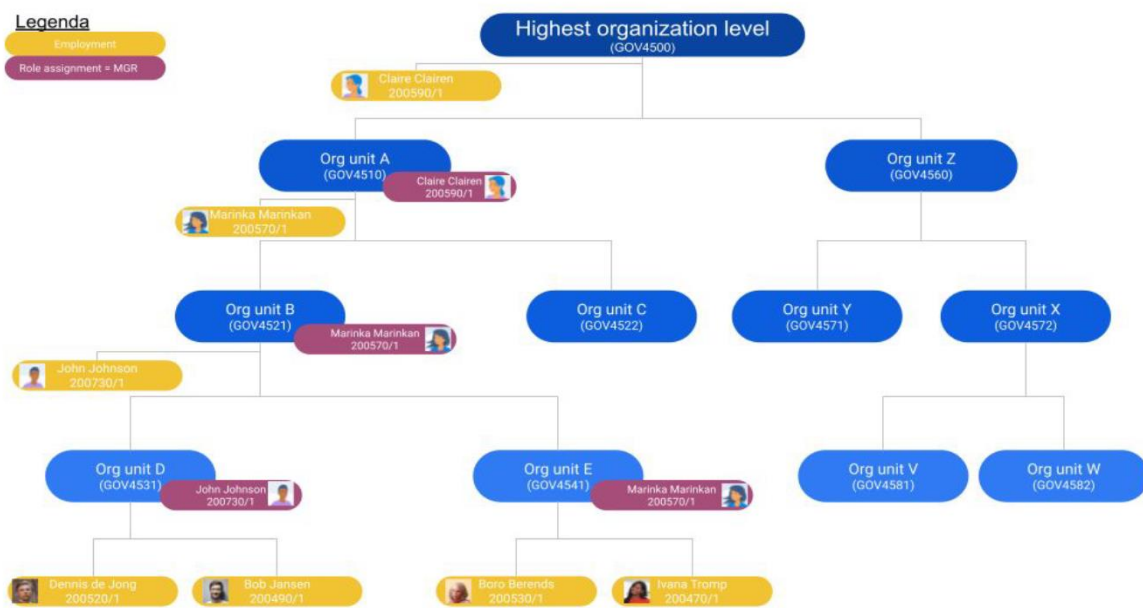 Legenda
Employment
Role assignment = MGR
Highest organization level
(GOV4500)
Claire Clairen
200590/1
Org unit A
(GOV4510)
Claire Clairen
200590/1
Org unit Z
(GOV4560)
Marinka Marinkan
200570/1
Org unit B
(GOV4521)
Marinka Marinkan
200570/1
Org unit C
(GOV4522)
Org unit Y
(GOV4571)
Org unit X
(GOV4572)
John Johnson
200730/1
Org unit D
(GOV4531)
John Johnson
200730/1
Org unit E
(GOV4541)
Marinka Marinkan
200570/1
Org unit V
(GOV4581)
Org unit W
(GOV4582)
Dennis de Jong
200520/1
Bob Jansen
200490/1
Boro Berends
200530/1
Ivana Tromp
200470/1